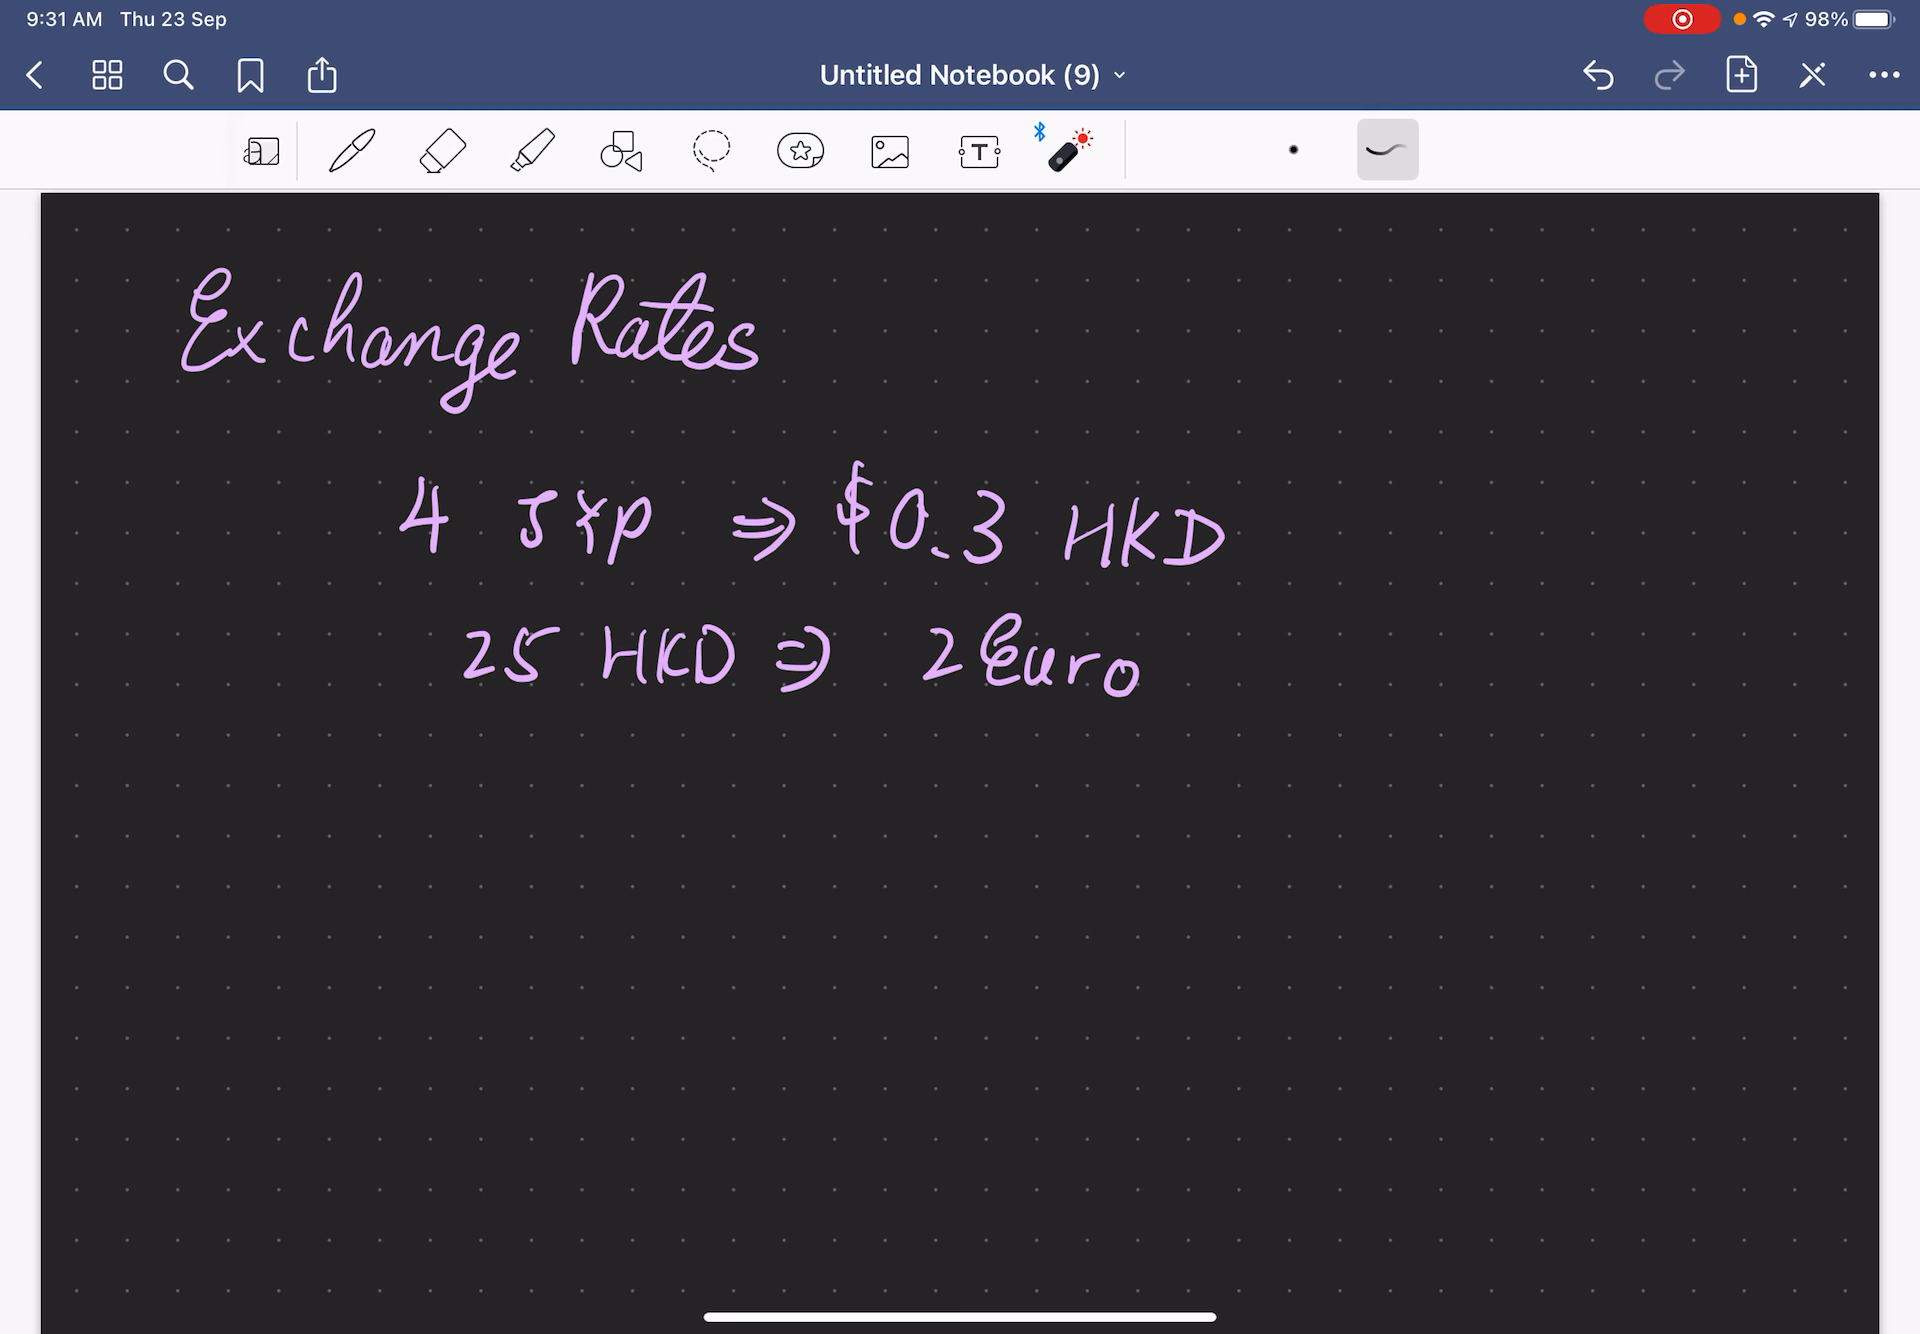 9:31 AM Thu 23 Sep
98%
Untitled Notebook (9)
Exchange Rates
4 JYP ⇒ $0.3 HKD
25 HKD ⇒ 2 Euro